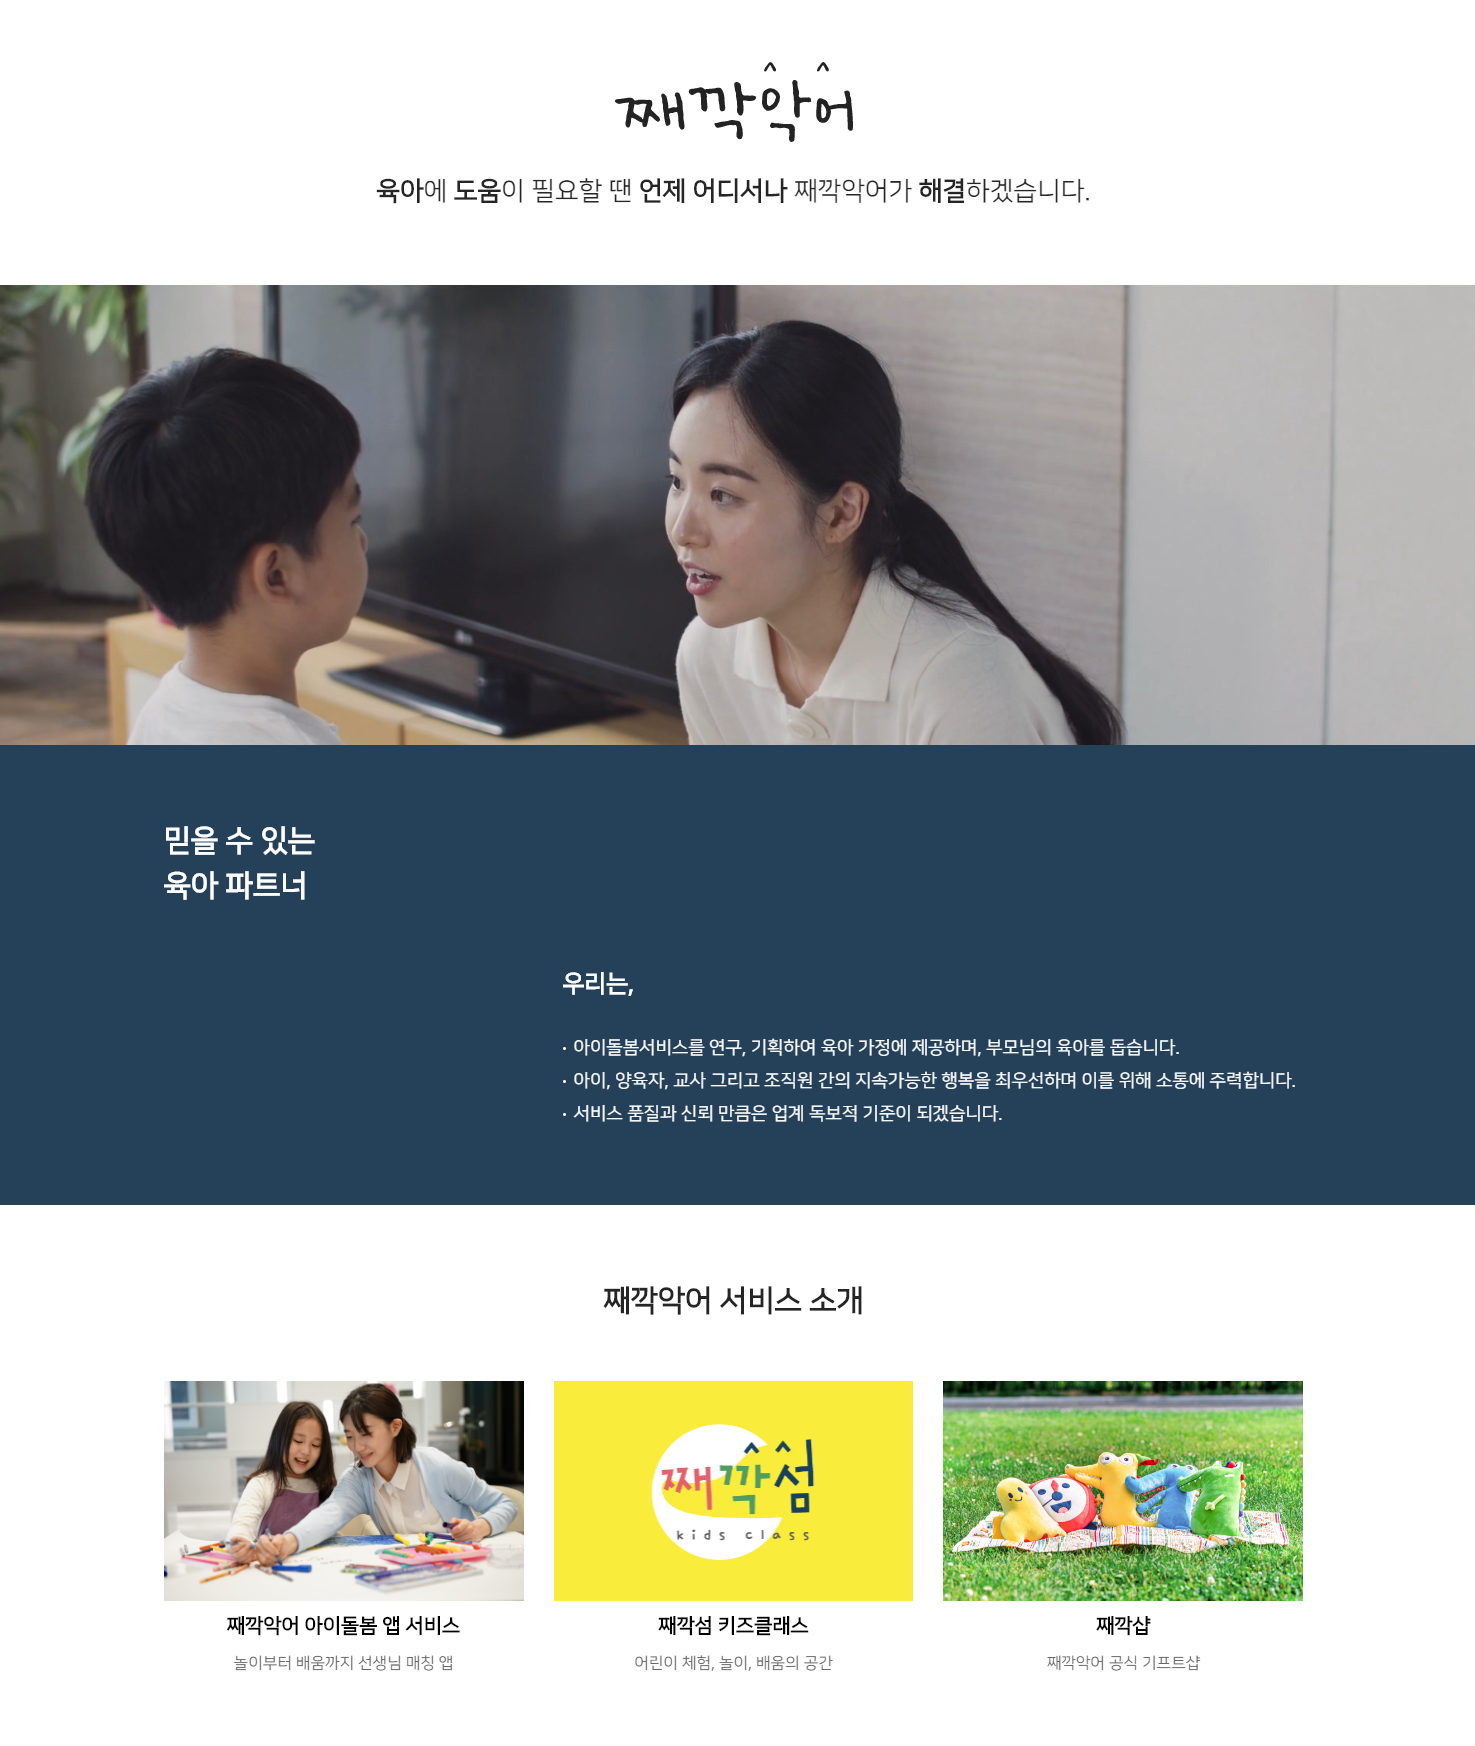 째깍악어
육아에 도움이 필요할 땐 언제 어디서나 째깍악어가 해결하겠습니다.
LG
믿을 수 있는
육아 파트너
우리는,
· 아이돌봄서비스를 연구, 기획하여 육아 가정에 제공하며, 부모님의 육아를 돕습니다.
· 아이, 양육자, 교사 그리고 조직원 간의 지속가능한 행복을 최우선하며 이를 위해 소통에 주력합니다.
· 서비스 품질과 신뢰 만큼은 업계 독보적 기준이 되겠습니다.
째깍악어 서비스 소개
째깍섬
kids class
째깍악어 아이돌봄 앱 서비스
놀이부터 배움까지 선생님 매칭 앱
째깍섬 키즈클래스
어린이 체험, 놀이, 배움의 공간
째깍샵
째깍악어 공식 기프트샵